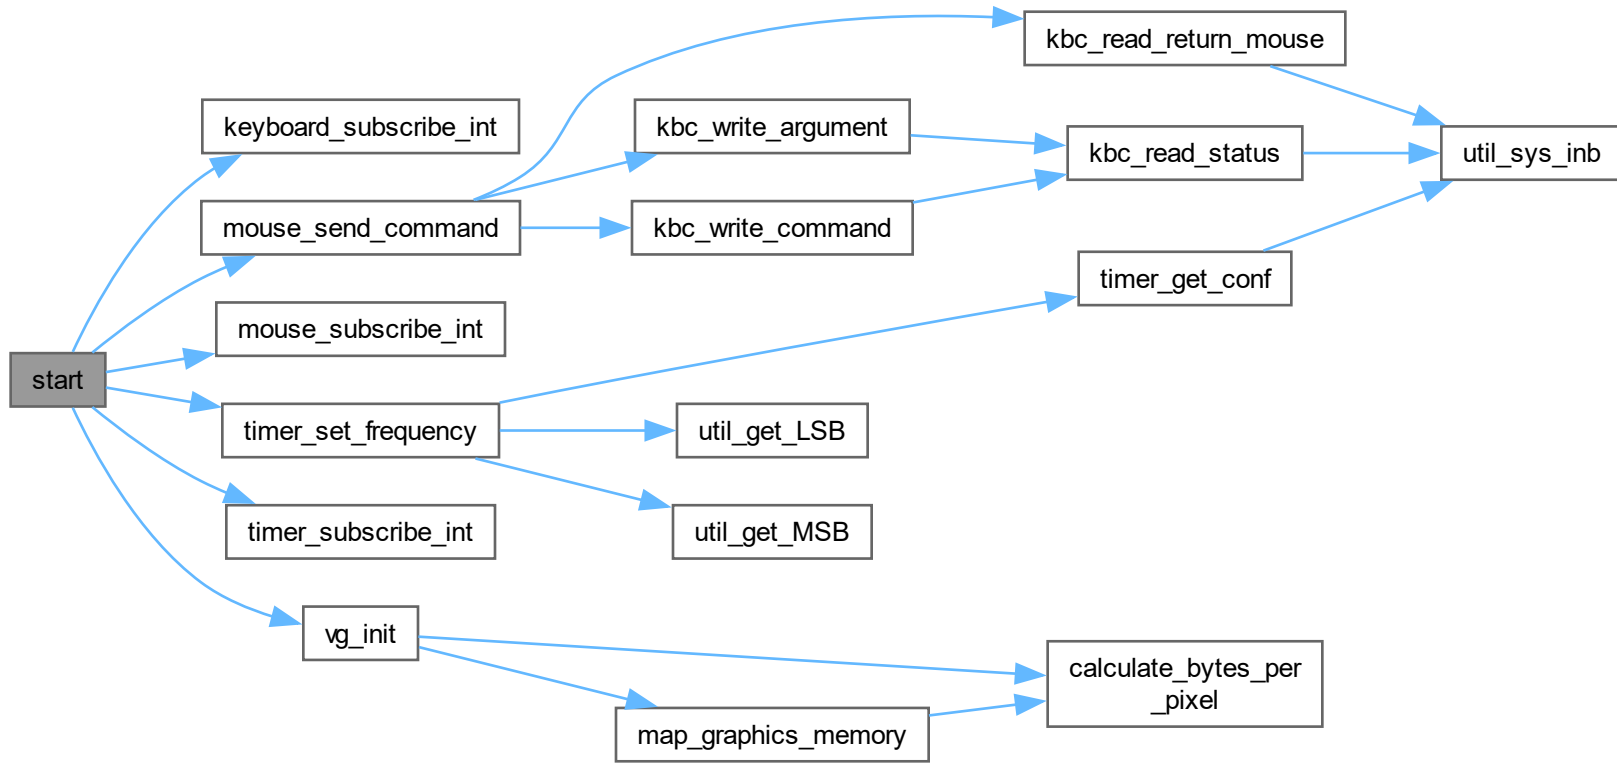 kbc_read_return_mouse
keyboard_subscribe_int
kbc_write_argument
kbc_read_status
util_sys_inb
mouse_send_command
kbc_write_command
timer_get_conf
mouse_subscribe_int
start
timer_set_frequency
util_get_LSB
timer_subscribe_int
util_get_MSB
vg_init
calculate_bytes_per
_pixel
map_graphics_memory